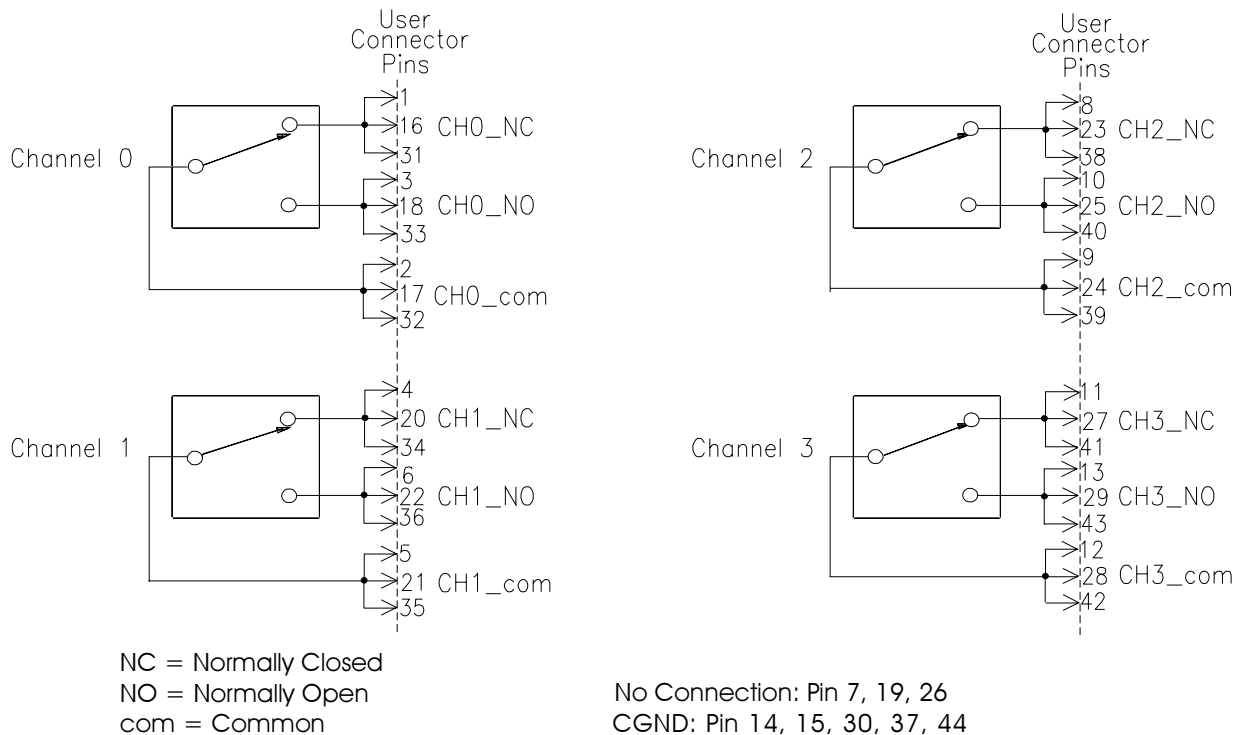 User
Connector
Pins
Channel 0
1
16 CH0_NC
31
3
18 CH0_NO
33
2
17 CH0_com
32
Channel 1
4
20 CH1_NC
34
6
22 CH1_NO
36
5
21 CH1_com
35
User
Connector
Pins
Channel 2
8
23 CH2_NC
38
10
25 CH2_NO
40
9
24 CH2_com
39
Channel 3
11
27 CH3_NC
41
13
29 CH3_NO
43
12
28 CH3_com
42
NC = Normally Closed
NO = Normally Open
com = Common
No Connection: Pin 7, 19, 26
CGND: Pin 14, 15, 30, 37, 44